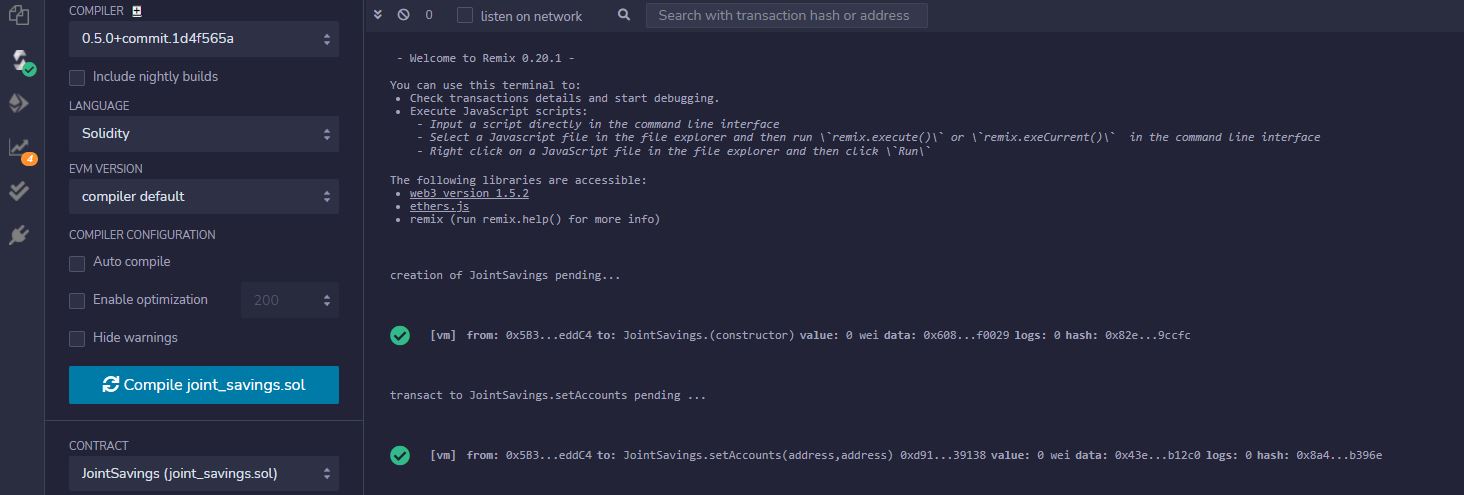 COMPILER
0.5.0+commit.1d4f565a
Include nightly builds
LANGUAGE
Solidity
EVM VERSION
compiler default
COMPILER CONFIGURATION
Auto compile
Enable optimization 200
Hide warnings
Compile joint_savings.sol
CONTRACT
JointSavings (joint_savings.sol)
4
0 listen on network Search with transaction hash or address
- Welcome to Remix 0.20.1 -
You can use this terminal to:
• Check transactions details and start debugging.
• Execute JavaScript scripts:
- Input a script directly in the command line interface
- Select a Javascript file in the file explorer and then run \`remix.execute()\` or \`remix.exeCurrent()\` in the command line interface
- Right click on a JavaScript file in the file explorer and then click \`Run\`
The following libraries are accessible:
• web3 version 1.5.2
• ethers.js
• remix (run remix.help() for more info)
creation of JointSavings pending...
[vm] from: 0x5B3...eddC4 to: JointSavings.(constructor) value: 0 wei data: 0x608...f0029 logs: 0 hash: 0x82e...9ccfc
transact to JointSavings.setAccounts pending ...
[vm] from: 0x5B3...eddC4 to: JointSavings.setAccounts(address,address) 0xd91...39138 value: 0 wei data: 0x43e...b12c0 logs: 0 hash: 0x8a4...b396e